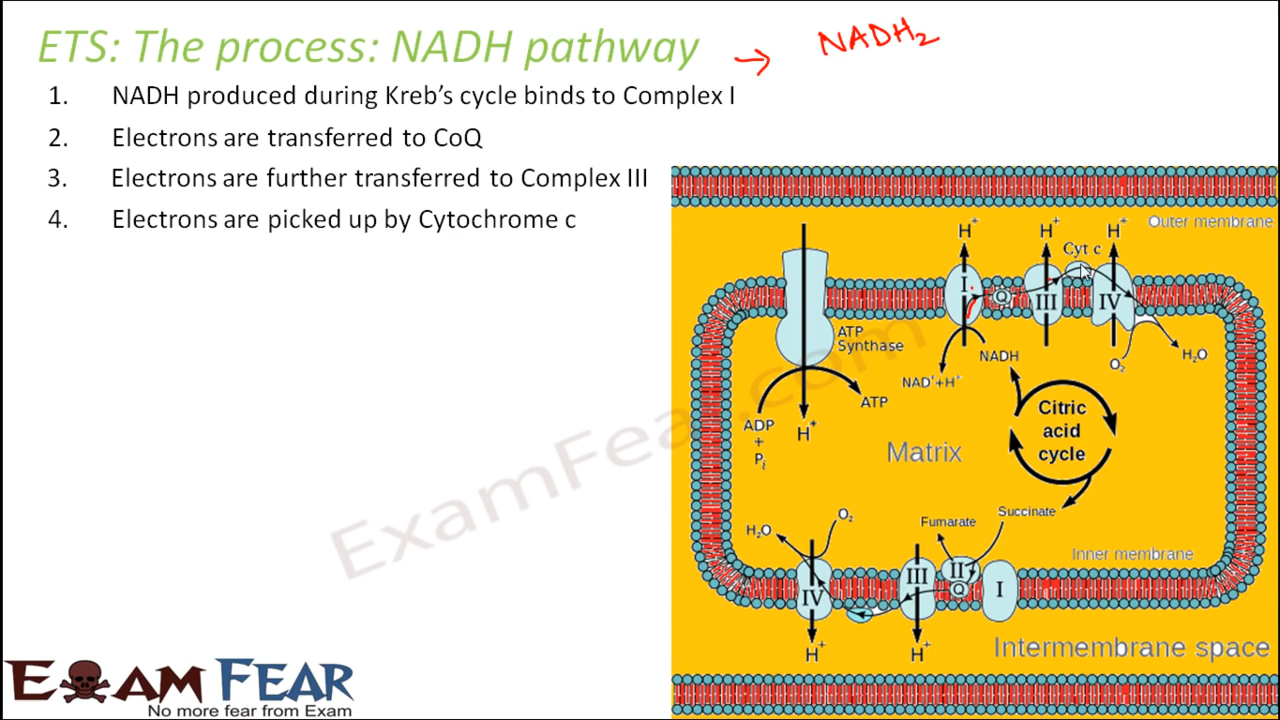 ETS: The process: NADH pathway → NADH₂
1. NADH produced during Kreb's cycle binds to Complex I
2. Electrons are transferred to CoQ
3. Electrons are further transferred to Complex III
4. Electrons are picked up by Cytochrome c
Outer membrane
H⁺ H⁺ H⁺
Cyt c
I Q III IV
ATP
Synthase
NADH
O₂ H₂O
NAD⁺+H⁺
ATP
ADP
+
Pᵢ
H⁺
Citric
acid
cycle
Matrix
ExamFear.com
Succinate
Fumarate
O₂
H₂O
Inner membrane
IV III II Q I
H⁺ H⁺
Intermembrane space
EXAM FEAR
No more fear from Exam